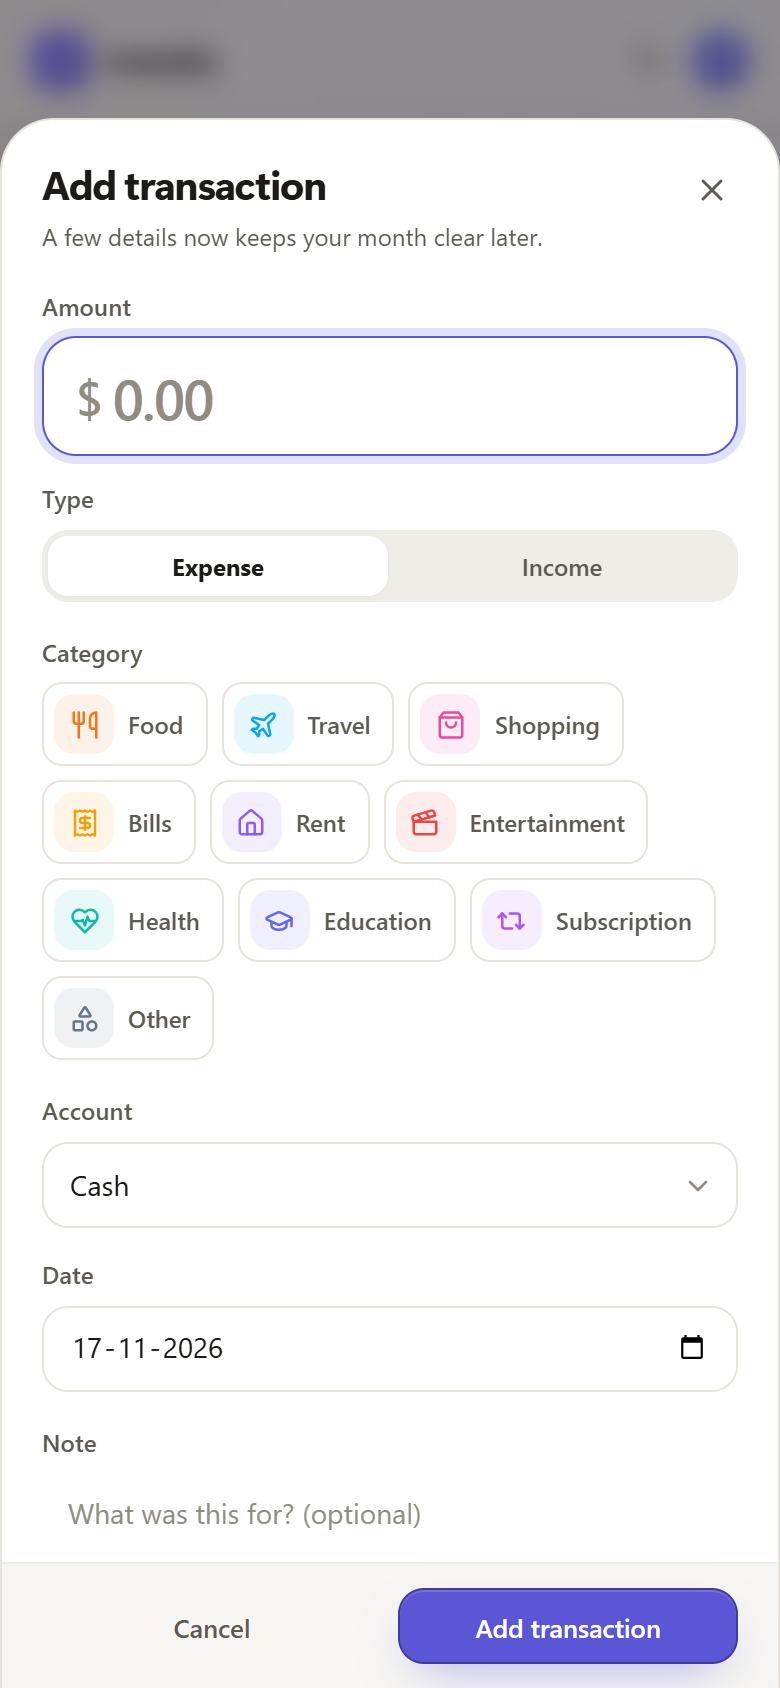 Add transaction
A few details now keeps your month clear later.
Amount
$ 0.00
Type
Expense Income
Category
Food Travel Shopping
Bills Rent Entertainment
Health Education Subscription
Other
Account
Cash
Date
17-11-2026
Note
What was this for? (optional)
Cancel Add transaction